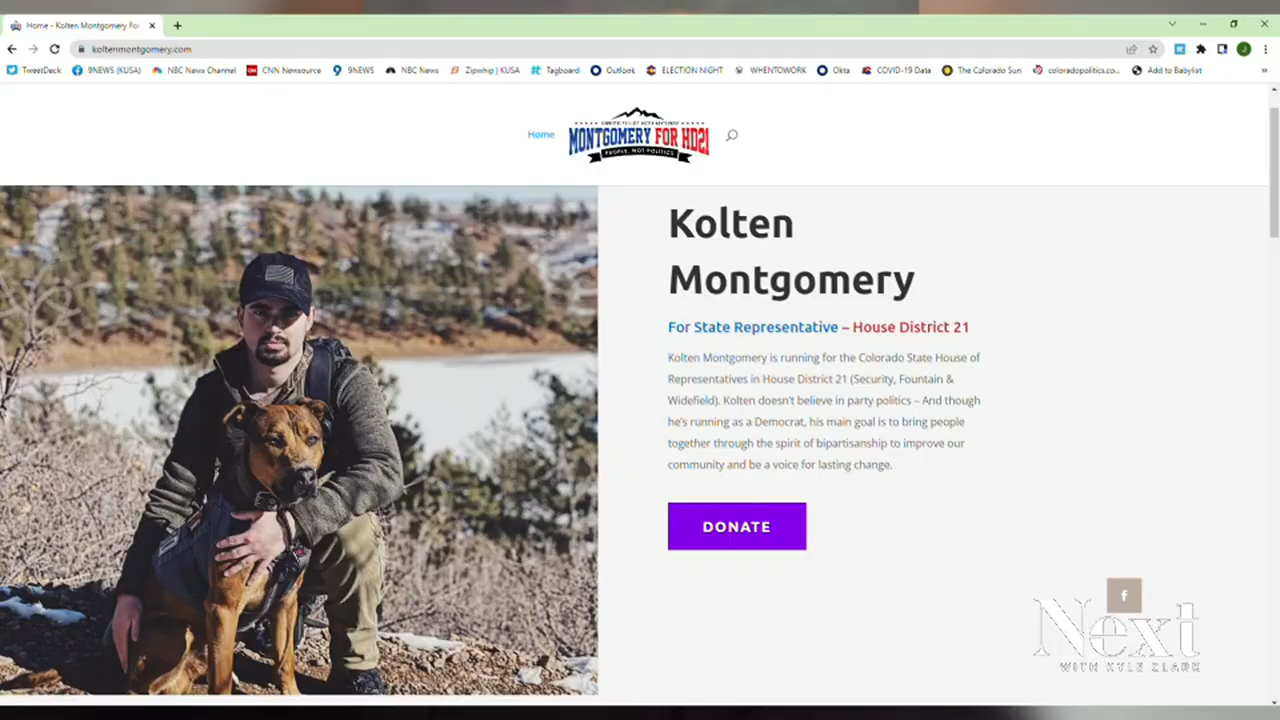 Home - Kolten Montgomery For
koltenmontgomery.com
TweetDeck 9NEWS (KUSA) NBC News Channel CNN Newsource 9NEWS NBC News Zipwhip | KUSA Tagboard Outlook ELECTION NIGHT WHENTOWORK Okta COVID-19 Data The Colorado Sun coloradopolitics.co... Add to Babylist »
Home
MONTGOMERY FOR HD21
PEOPLE, NOT POLITICS
Kolten
Montgomery
For State Representative – House District 21
Kolten Montgomery is running for the Colorado State House of
Representatives in House District 21 (Security, Fountain &
Widefield). Kolten doesn't believe in party politics – And though
he's running as a Democrat, his main goal is to bring people
together through the spirit of bipartisanship to improve our
community and be a voice for lasting change.
DONATE
f
Next
WITH KYLE CLARK